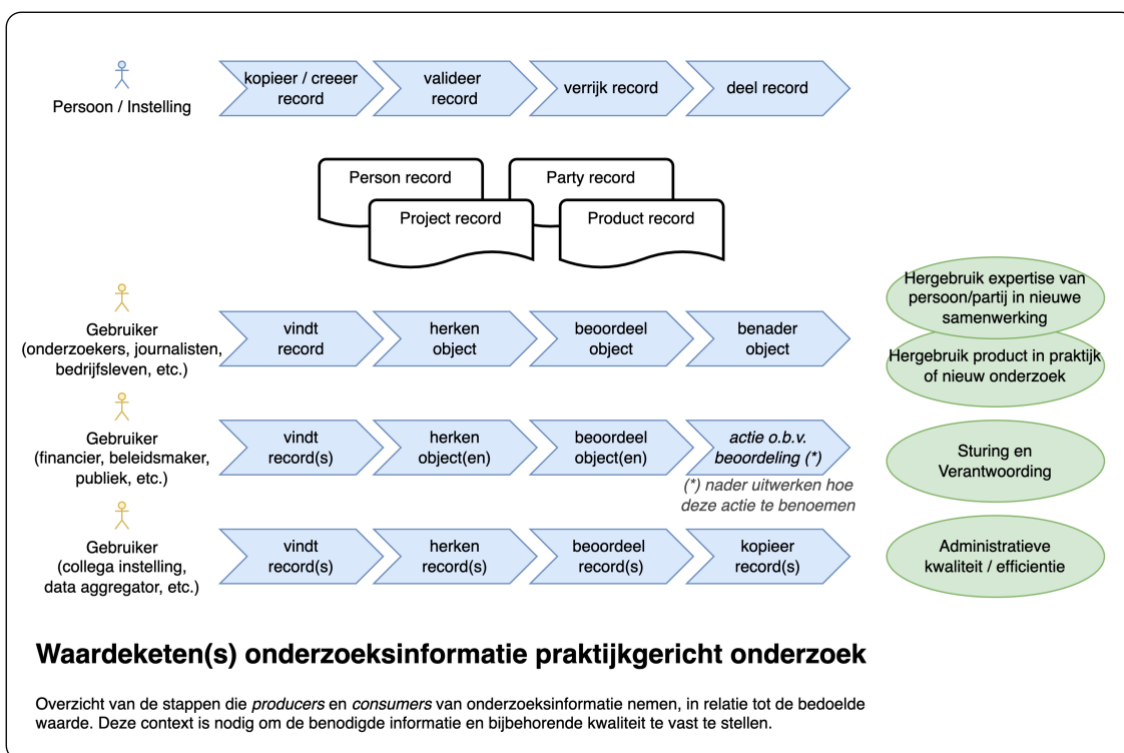 Persoon / Instelling
kopieer / creeer
record
valideer
record
verrijk record
deel record
Person record
Party record
Project record
Product record
Gebruiker
(onderzoekers, journalisten,
bedrijfsleven, etc.)
vindt
record
herken
object
beoordeel
object
benader
object
Hergebruik expertise van
persoon/partij in nieuwe
samenwerking
Hergebruik product in praktijk
of nieuw onderzoek
Gebruiker
(financier, beleidsmaker,
publiek, etc.)
vindt
record(s)
herken
object(en)
beoordeel
object(en)
actie o.b.v.
beoordeling (*)
(*) nader uitwerken hoe
deze actie te benoemen
Sturing en
Verantwoording
Gebruiker
(collega instelling,
data aggregator, etc.)
vindt
record(s)
herken
record(s)
beoordeel
record(s)
kopieer
record(s)
Administratieve
kwaliteit / efficientie
Waardeketen(s) onderzoeksinformatie praktijkgericht onderzoek
Overzicht van de stappen die producers en consumers van onderzoeksinformatie nemen, in relatie tot de bedoelde
waarde. Deze context is nodig om de benodigde informatie en bijbehorende kwaliteit te vast te stellen.